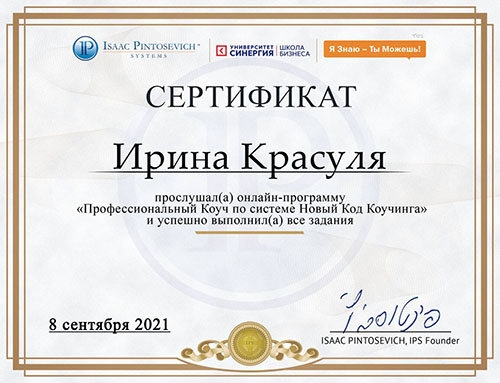 IP ISAAC PINTOSEVICH™
SYSTEMS
УНИВЕРСИТЕТ
СИНЕРГИЯ
ШКОЛА
БИЗНЕСА
Я Знаю – Ты Можешь!
СЕРТИФИКАТ
Ирина Красуля
прослушал(а) онлайн-программу
«Профессиональный Коуч по системе Новый Код Коучинга»
и успешно выполнил(а) все задания
8 сентября 2021
ISAAC PINTOSEVICH, IPS Founder